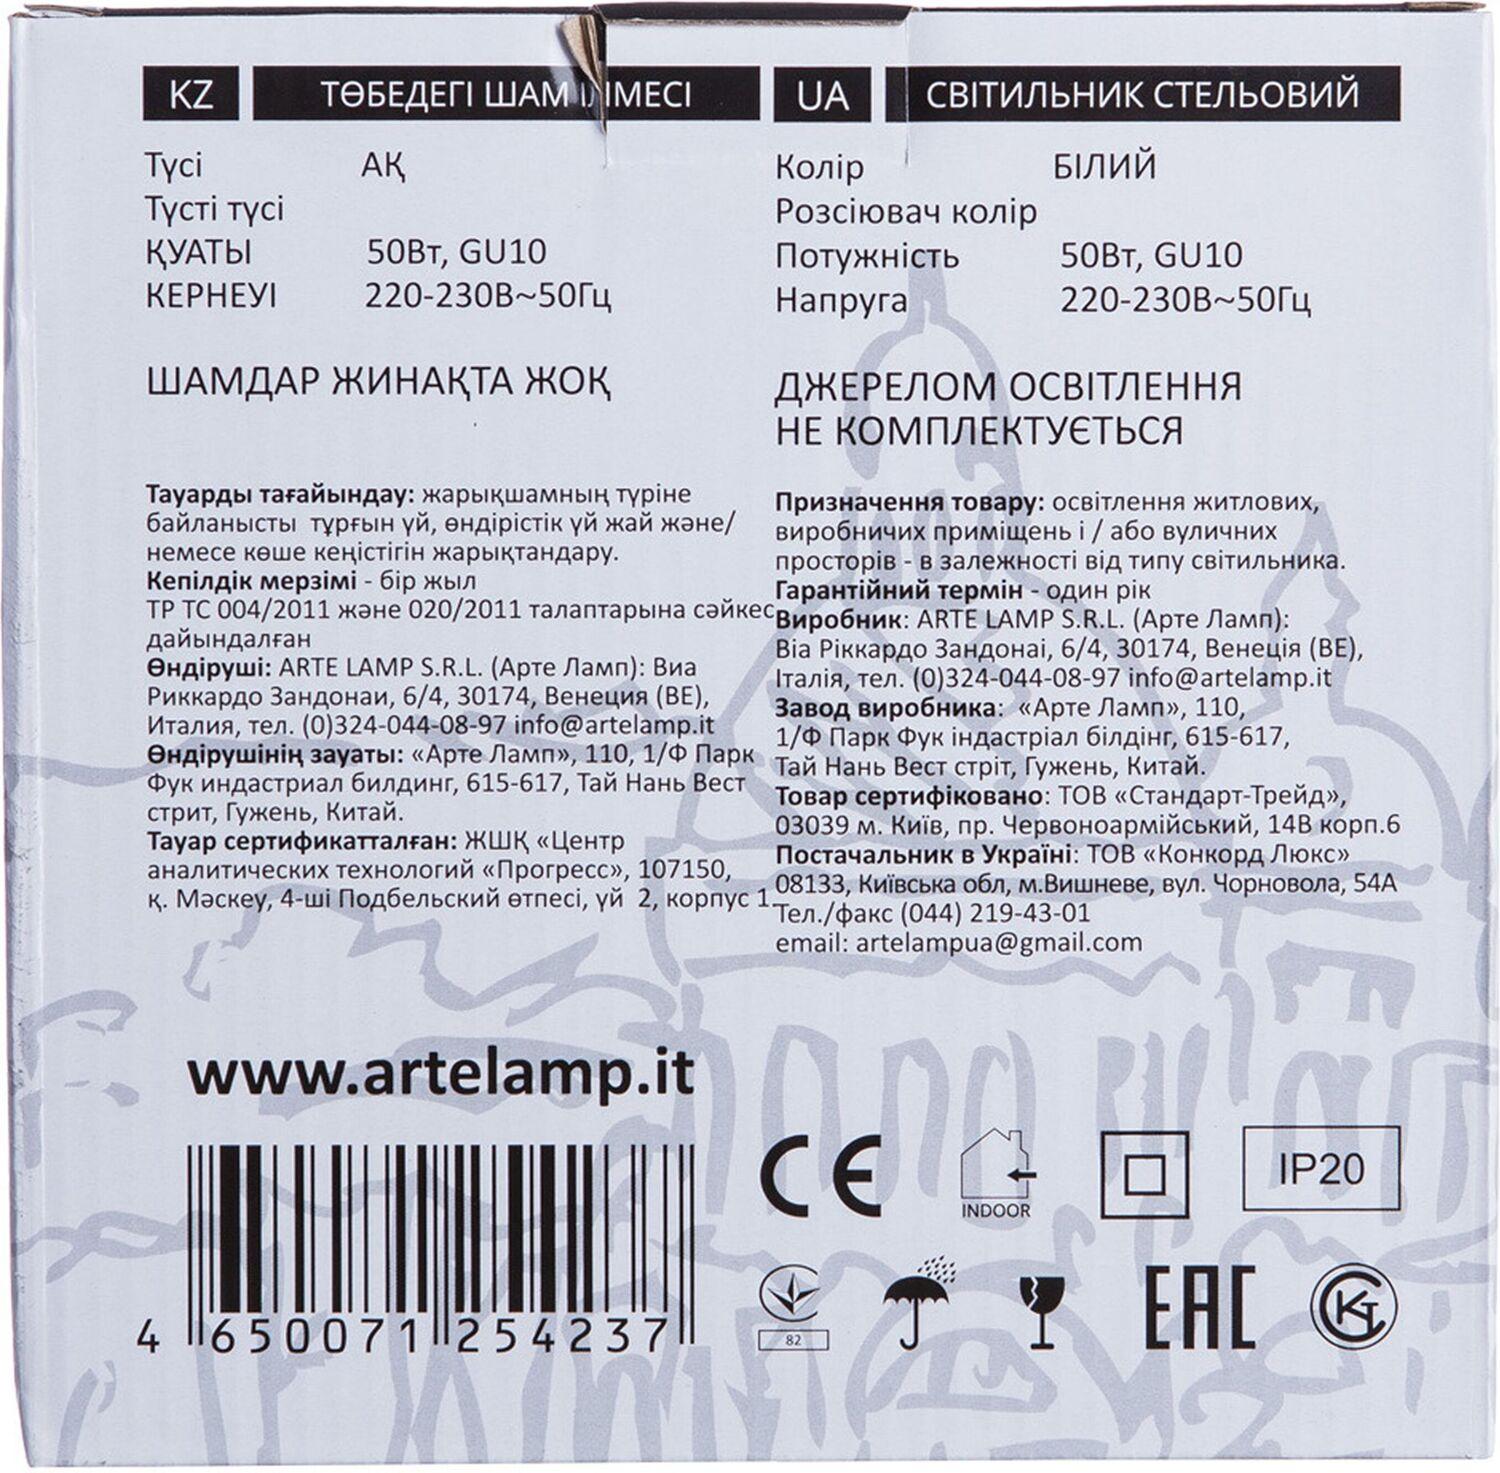 KZ ТӨБЕДЕГІ ШАМ
Түсі АҚ
Түсті түсі
ҚУАТЫ 50Вт, GU10
КЕРНЕУІ 220-230В~50Гц
ШАМДАР ЖИНАҚТА ЖОҚ
Тауарды тағайындау: жарықшамның түріне
байланысты тұрғын үй, өндірістік үй жай және/
немесе көше кеңістігін жарықтандару.
Кепілдік мерзімі - бір жыл
ТР ТС 004/2011 және 020/2011 талаптарына сәйкес
дайындалған
Өндіруші: ARTE LAMP S.R.L. (Арте Ламп): Виа
Риккардо Зандонаи, 6/4, 30174, Венеция (ВЕ),
Италия, тел. (0)324-044-08-97 info@artelamp.it
Өндірушінің зауаты: «Арте Ламп», 110, 1/Ф Парк
Фук индастриал билдинг, 615-617, Тай Нань Вест
стрит, Гужень, Китай.
Тауар сертификатталған: ЖШҚ «Центр
аналитических технологий «Прогресс», 107150,
қ. Мәскеу, 4-ші Подбельский өтпесі, үй 2, корпус 1.
UA СВІТИЛЬНИК СТЕЛЬОВИЙ
Колір БІЛИЙ
Розсіювач колір
Потужність 50Вт, GU10
Напруга 220-230В~50Гц
ДЖЕРЕЛОМ ОСВІТЛЕННЯ
НЕ КОМПЛЕКТУЄТЬСЯ
Призначення товару: освітлення житлових,
виробничих приміщень і / або вуличних
просторів - в залежності від типу світильника.
Гарантійний термін - один рік
Виробник: ARTE LAMP S.R.L. (Арте Ламп):
Віа Ріккардо Зандонаі, 6/4, 30174, Венеція (ВЕ),
Італія, тел. (0)324-044-08-97 info@artelamp.it
Завод виробника: «Арте Ламп», 110,
1/Ф Парк Фук індастріал білдінг, 615-617,
Тай Нань Вест стріт, Гужень, Китай.
Товар сертифіковано: ТОВ «Стандарт-Трейд»,
03039 м. Київ, пр. Червоноармійський, 14В корп.6
Постачальник в Україні: ТОВ «Конкорд Люкс»
08133, Київська обл, м.Вишневе, вул. Чорновола, 54А
Тел./факс (044) 219-43-01
email: artelampua@gmail.com
www.artelamp.it
4 650071 254237
CE
INDOOR
IP20
82
EAC